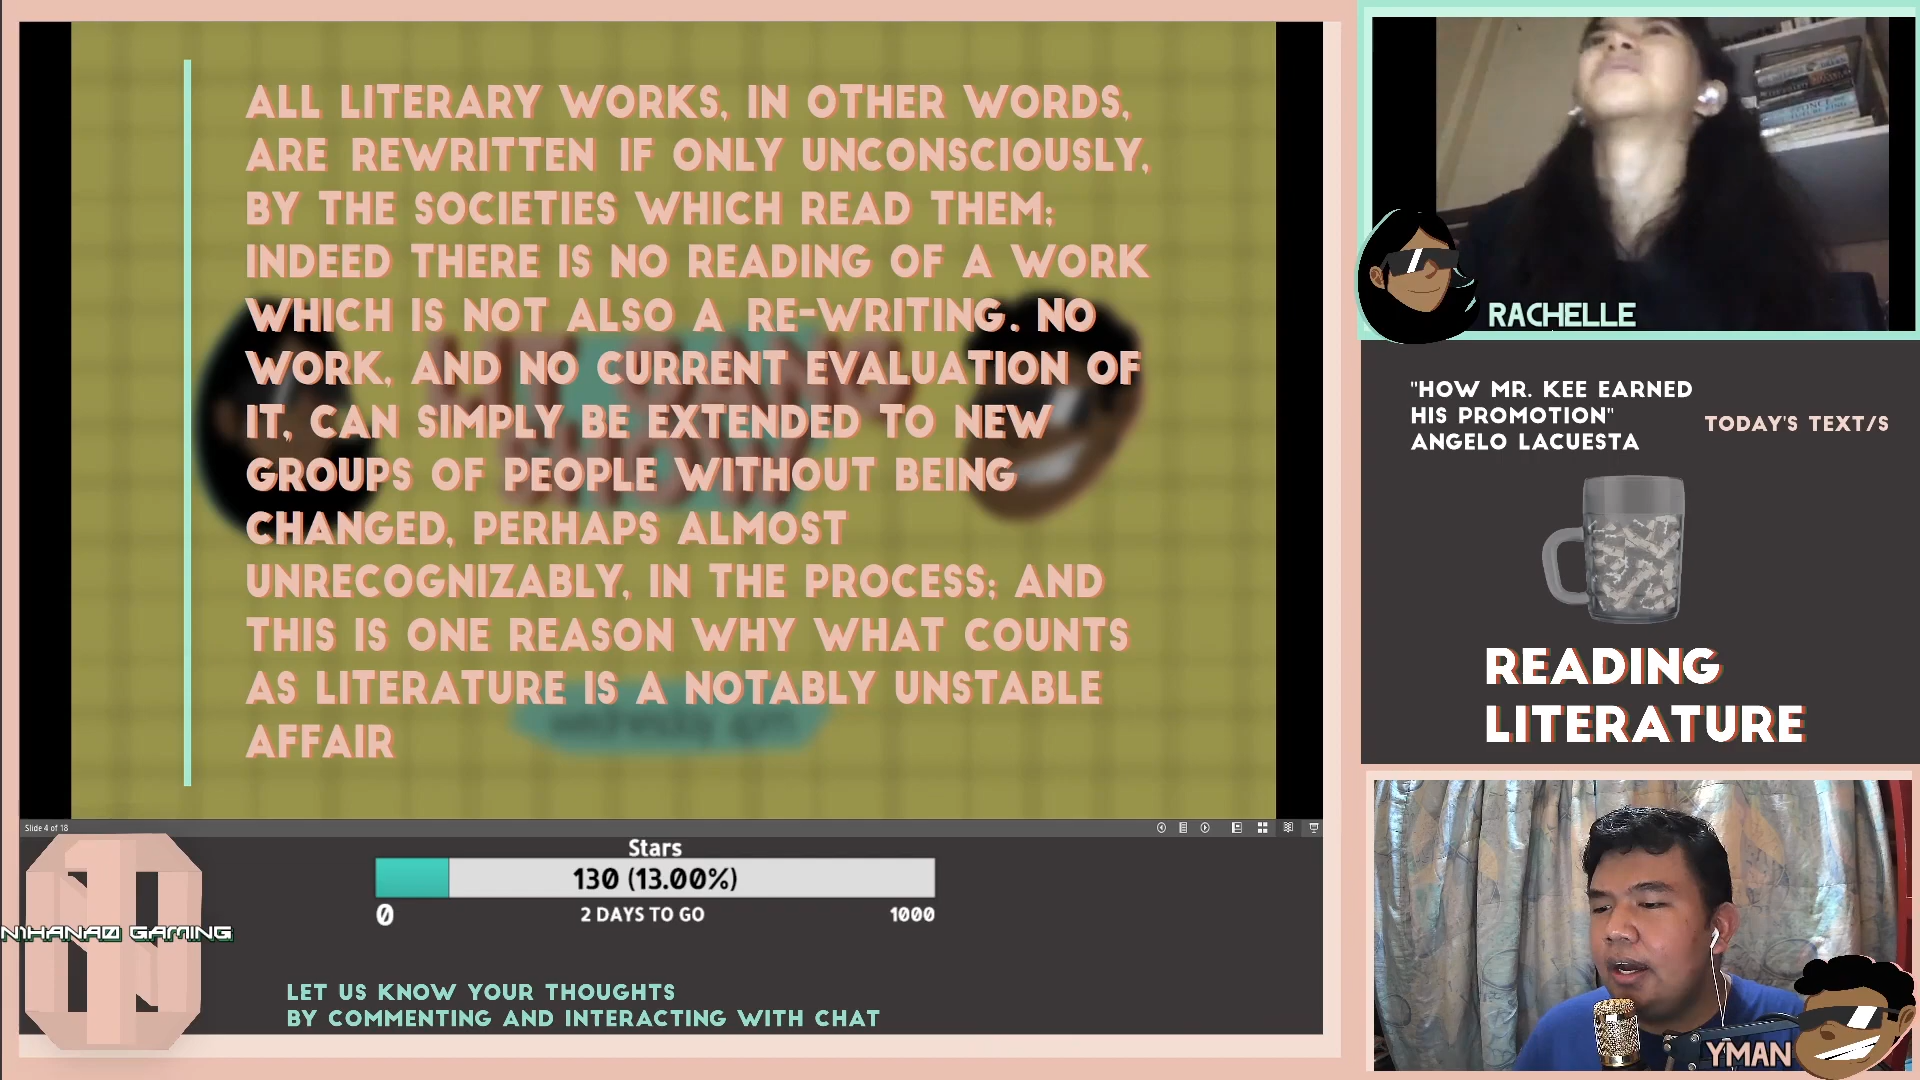 ALL LITERARY WORKS, IN OTHER WORDS,
ARE REWRITTEN IF ONLY UNCONSCIOUSLY,
BY THE SOCIETIES WHICH READ THEM;
INDEED THERE IS NO READING OF A WORK
WHICH IS NOT ALSO A RE-WRITING. NO
WORK, AND NO CURRENT EVALUATION OF
IT, CAN SIMPLY BE EXTENDED TO NEW
GROUPS OF PEOPLE WITHOUT BEING
CHANGED, PERHAPS ALMOST
UNRECOGNIZABLY, IN THE PROCESS; AND
THIS IS ONE REASON WHY WHAT COUNTS
AS LITERATURE IS A NOTABLY UNSTABLE
AFFAIR
wednesday 4pm
Slide 4 of 18
Stars
130 (13.00%)
0 2 DAYS TO GO 1000
N1HANA0 GAMING
LET US KNOW YOUR THOUGHTS
BY COMMENTING AND INTERACTING WITH CHAT
RACHELLE
"HOW MR. KEE EARNED
HIS PROMOTION"
ANGELO LACUESTA
TODAY'S TEXT/S
READING
LITERATURE
YMAN